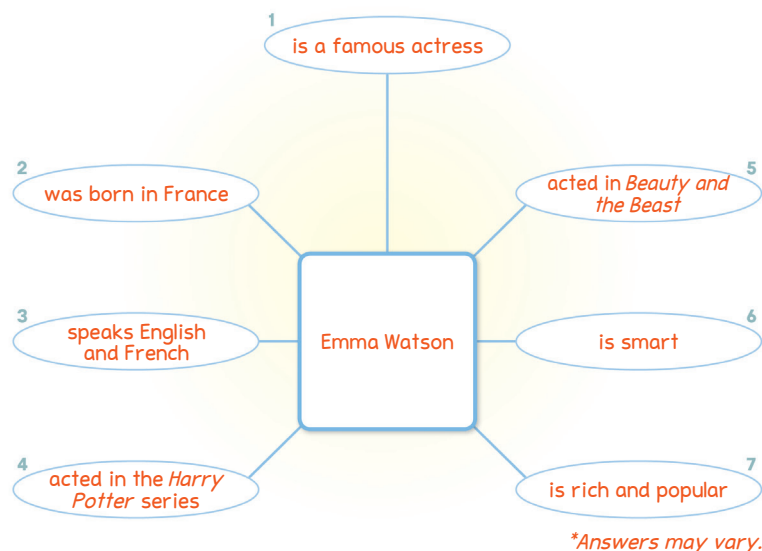 1
is a famous actress
2
was born in France
3
speaks English
and French
4
acted in the Harry
Potter series
Emma Watson
5
acted in Beauty and
the Beast
6
is smart
7
is rich and popular
*Answers may vary.